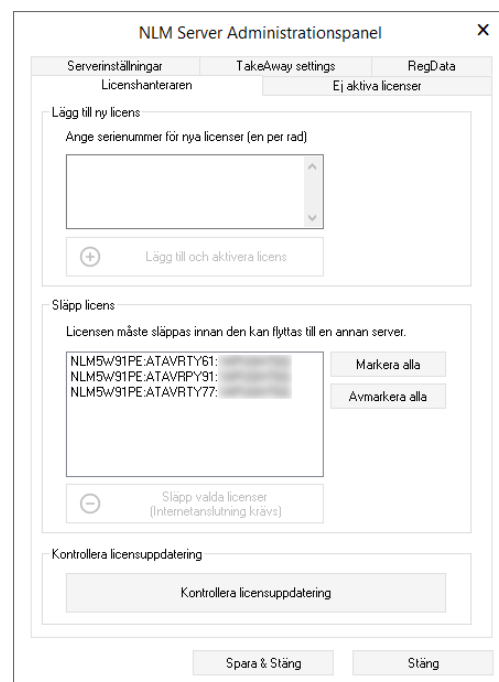 NLM Server Administrationspanel
Serverinställningar TakeAway settings RegData
Licenshanteraren Ej aktiva licenser
Lägg till ny licens
Ange serienummer för nya licenser (en per rad)
Lägg till och aktivera licens
Släpp licens
Licensen måste släppas innan den kan flyttas till en annan server.
NLM5W91PE:ATAVRTY61:
NLM5W91PE:ATAVRPY91:
NLM5W91PE:ATAVRTY77:
Markera alla
Avmarkera alla
Släpp valda licenser
(Internetanslutning krävs)
Kontrollera licensuppdatering
Kontrollera licensuppdatering
Spara & Stäng Stäng